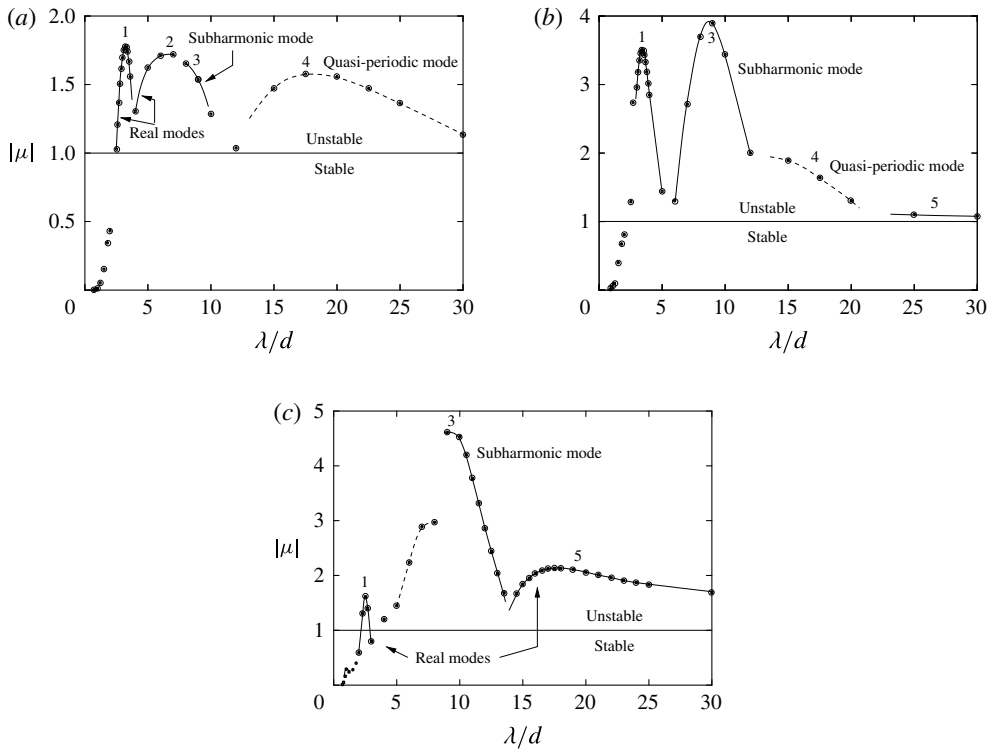 (a)
2.0
1.5
1.0
0.5
|μ|
1
2
3
4
Subharmonic mode
Quasi-periodic mode
Real modes
Unstable
Stable
0 5 10 15 20 25 30
λ/d
(b)
4
3
2
1
1
3
4
5
Subharmonic mode
Quasi-periodic mode
Unstable
Stable
0 5 10 15 20 25 30
λ/d
(c)
5
4
3
2
1
|μ|
1
3
5
Subharmonic mode
Unstable
Stable
Real modes
0 5 10 15 20 25 30
λ/d